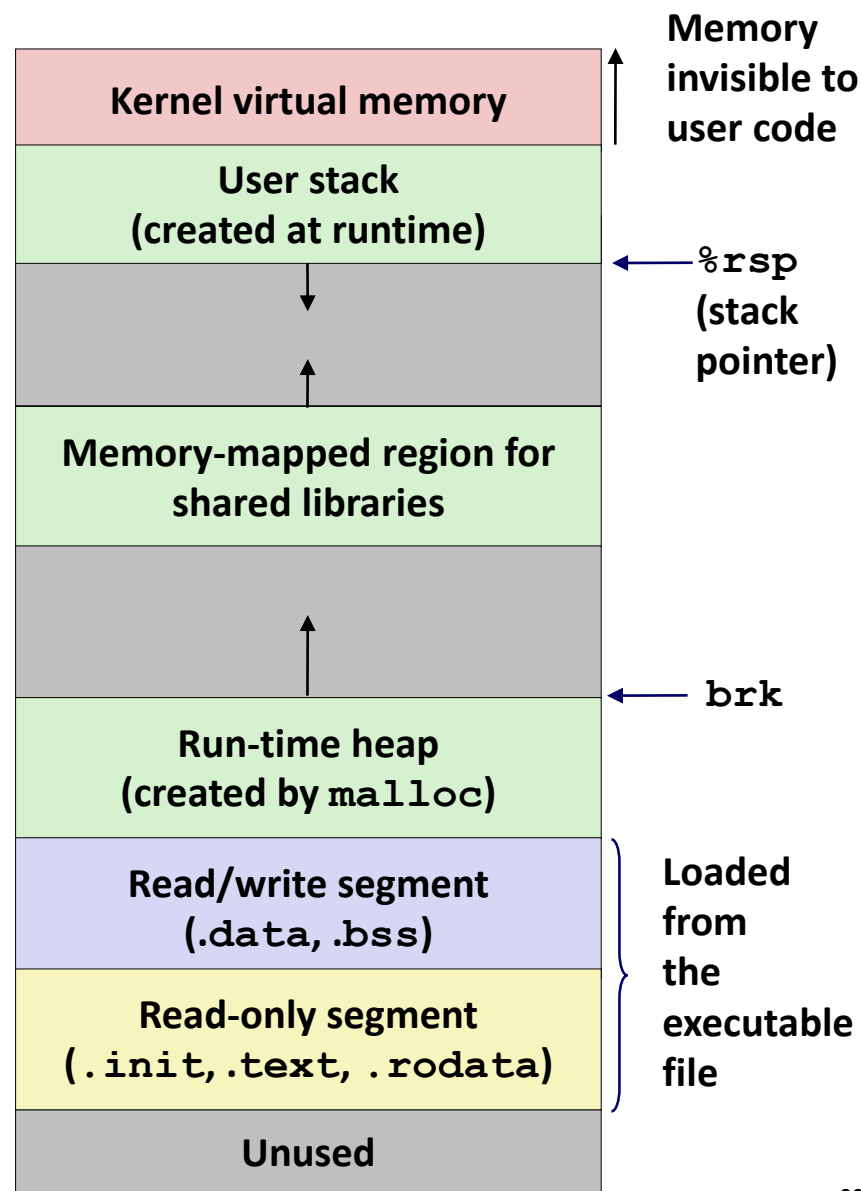 Memory
invisible to
user code
Kernel virtual memory
User stack
(created at runtime)
%rsp
(stack
pointer)
Memory-mapped region for
shared libraries
brk
Run-time heap
(created by malloc)
Read/write segment
(.data, .bss)
Loaded
from
the
executable
file
Read-only segment
(.init, .text, .rodata)
Unused